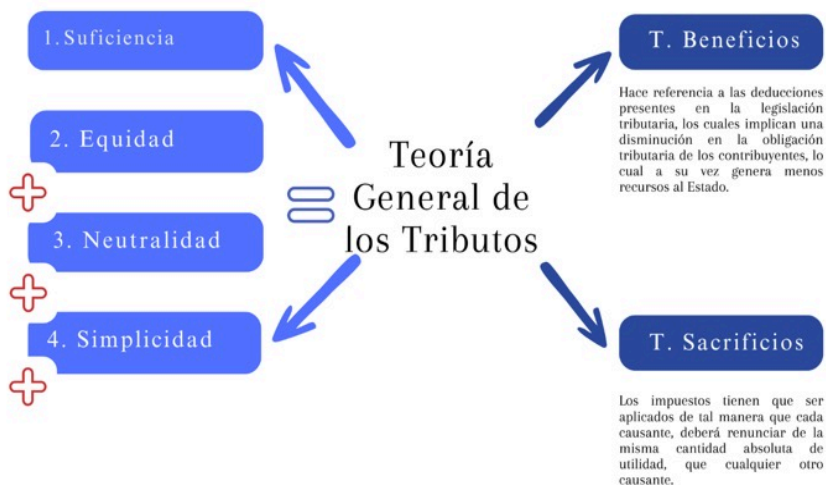 1. Suficiencia
2. Equidad
3. Neutralidad
4. Simplicidad
Teoría
General de
los Tributos
T. Beneficios
Hace referencia a las deducciones
presentes en la legislación
tributaria, los cuales implican una
disminución en la obligación
tributaria de los contribuyentes, lo
cual a su vez genera menos
recursos al Estado.
T. Sacrificios
Los impuestos tienen que ser
aplicados de tal manera que cada
causante, deberá renunciar de la
misma cantidad absoluta de
utilidad, que cualquier otro
causante.